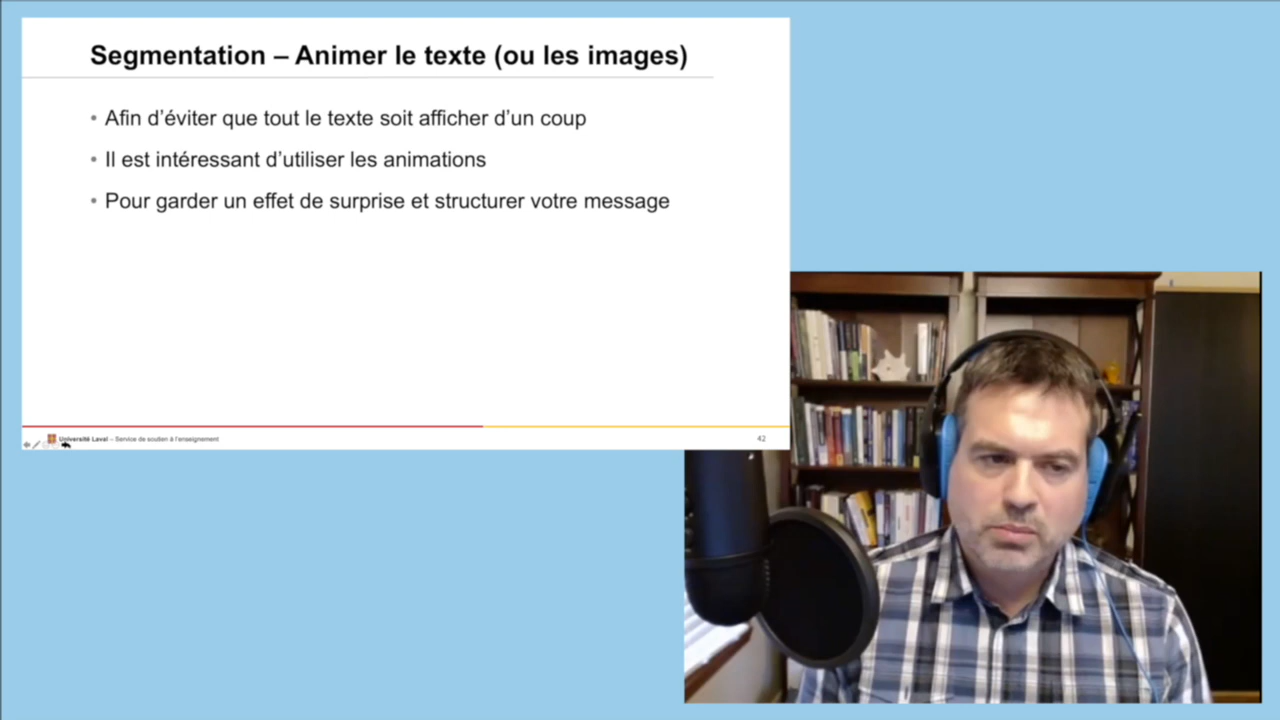 Segmentation – Animer le texte (ou les images)
• Afin d’éviter que tout le texte soit afficher d’un coup
• Il est intéressant d’utiliser les animations
• Pour garder un effet de surprise et structurer votre message
Université Laval – Service de soutien à l’enseignement
42